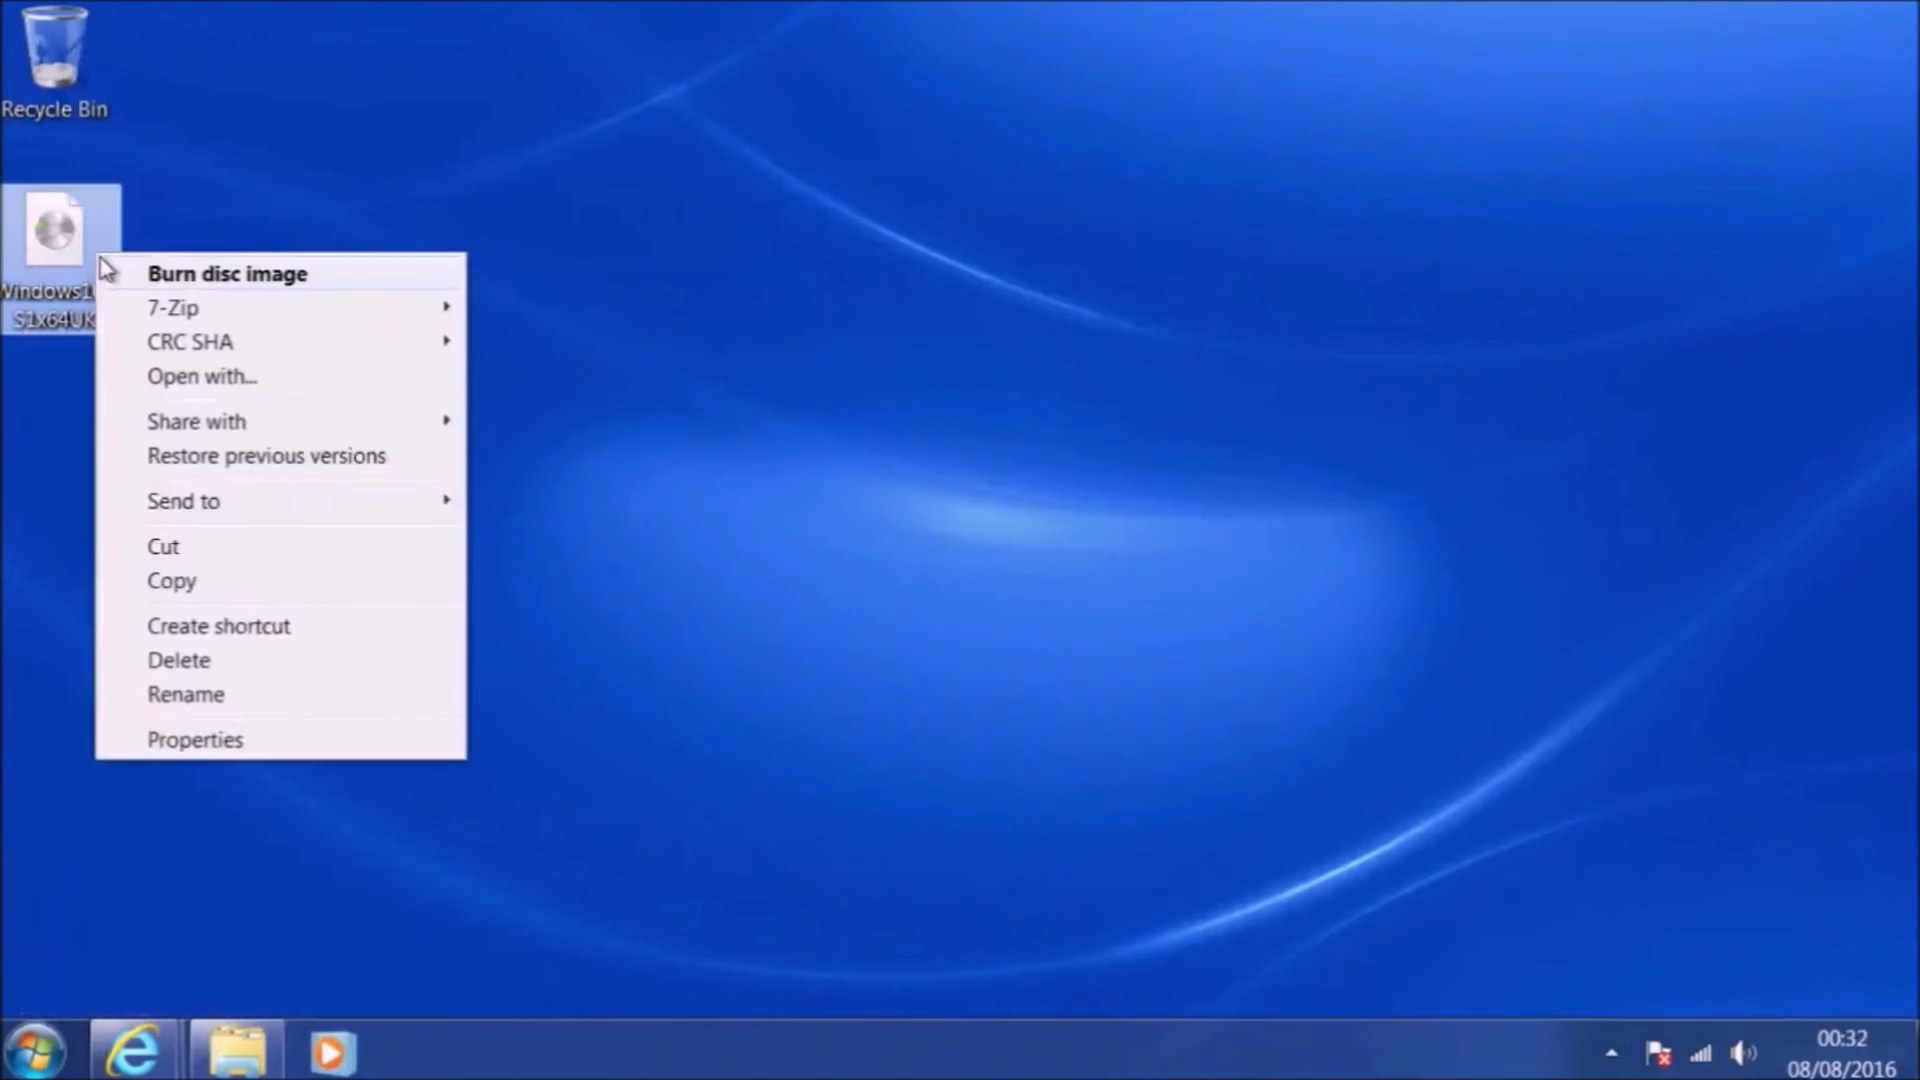 Recycle Bin
Windows1
S1x64UK
Burn disc image
7-Zip
CRC SHA
Open with...
Share with
Restore previous versions
Send to
Cut
Copy
Create shortcut
Delete
Rename
Properties
00:32
08/08/2016